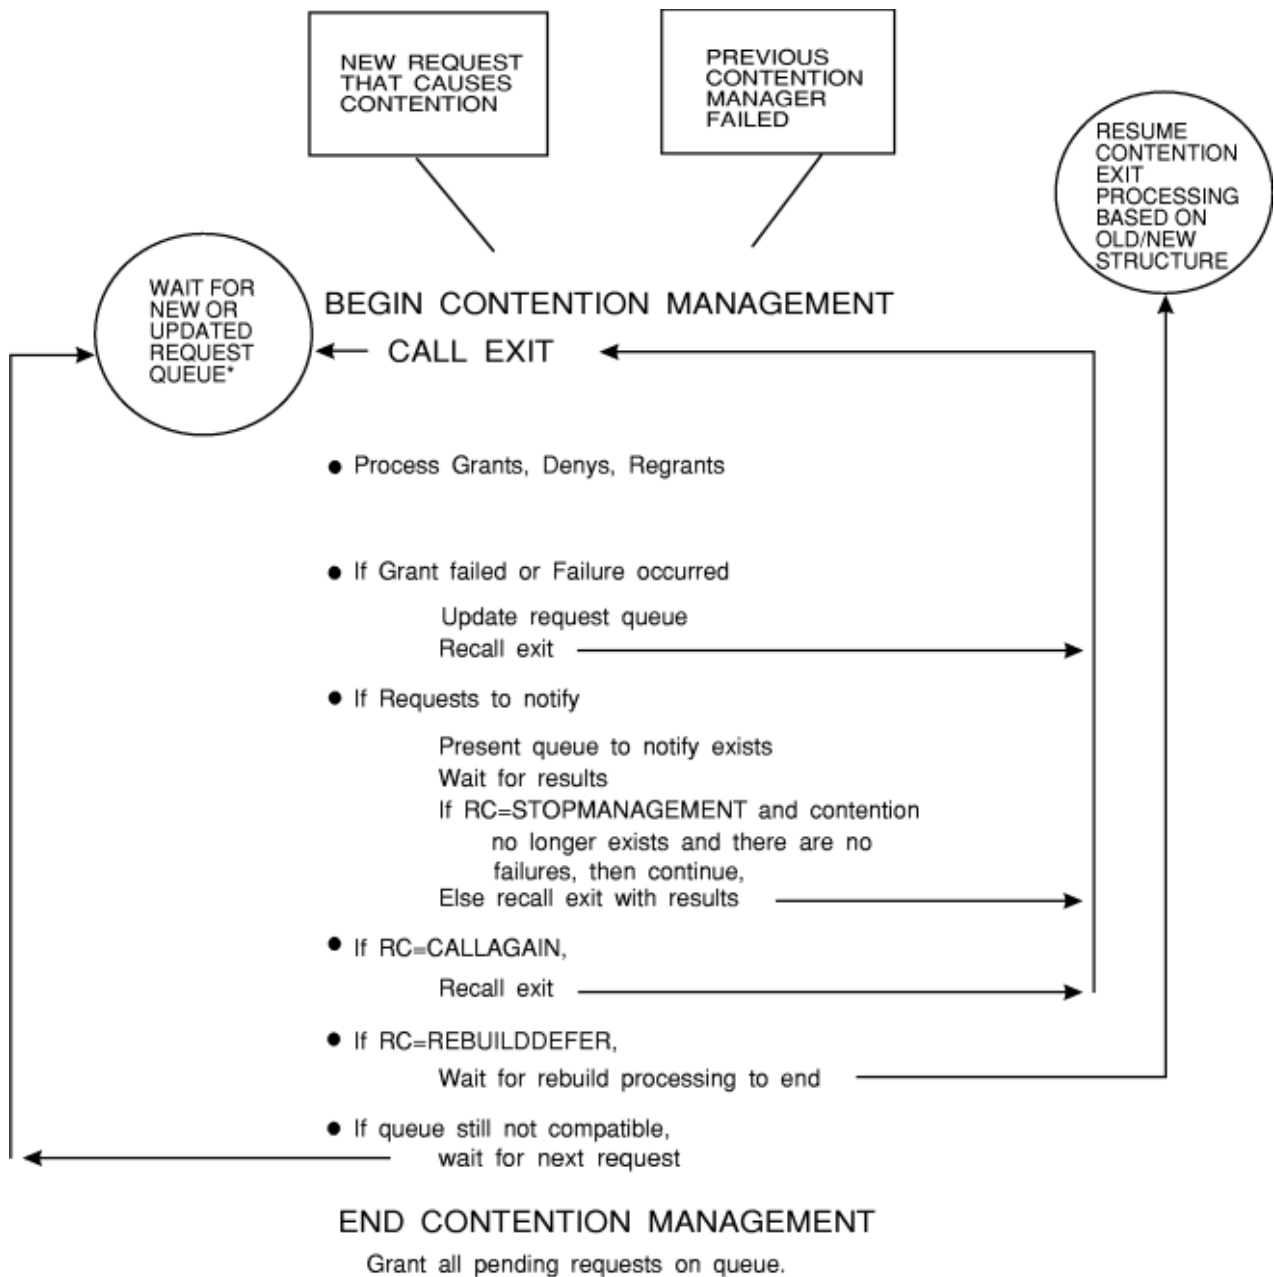 NEW REQUEST
THAT CAUSES
CONTENTION
PREVIOUS
CONTENTION
MANAGER
FAILED
RESUME
CONTENTION
EXIT
PROCESSING
BASED ON
OLD/NEW
STRUCTURE
WAIT FOR
NEW OR
UPDATED
REQUEST
QUEUE*
BEGIN CONTENTION MANAGEMENT
CALL EXIT
● Process Grants, Denys, Regrants
● If Grant failed or Failure occurred
Update request queue
Recall exit
● If Requests to notify
Present queue to notify exists
Wait for results
If RC=STOPMANAGEMENT and contention
no longer exists and there are no
failures, then continue,
Else recall exit with results
● If RC=CALLAGAIN,
Recall exit
● If RC=REBUILDDEFER,
Wait for rebuild processing to end
● If queue still not compatible,
wait for next request
END CONTENTION MANAGEMENT
Grant all pending requests on queue.